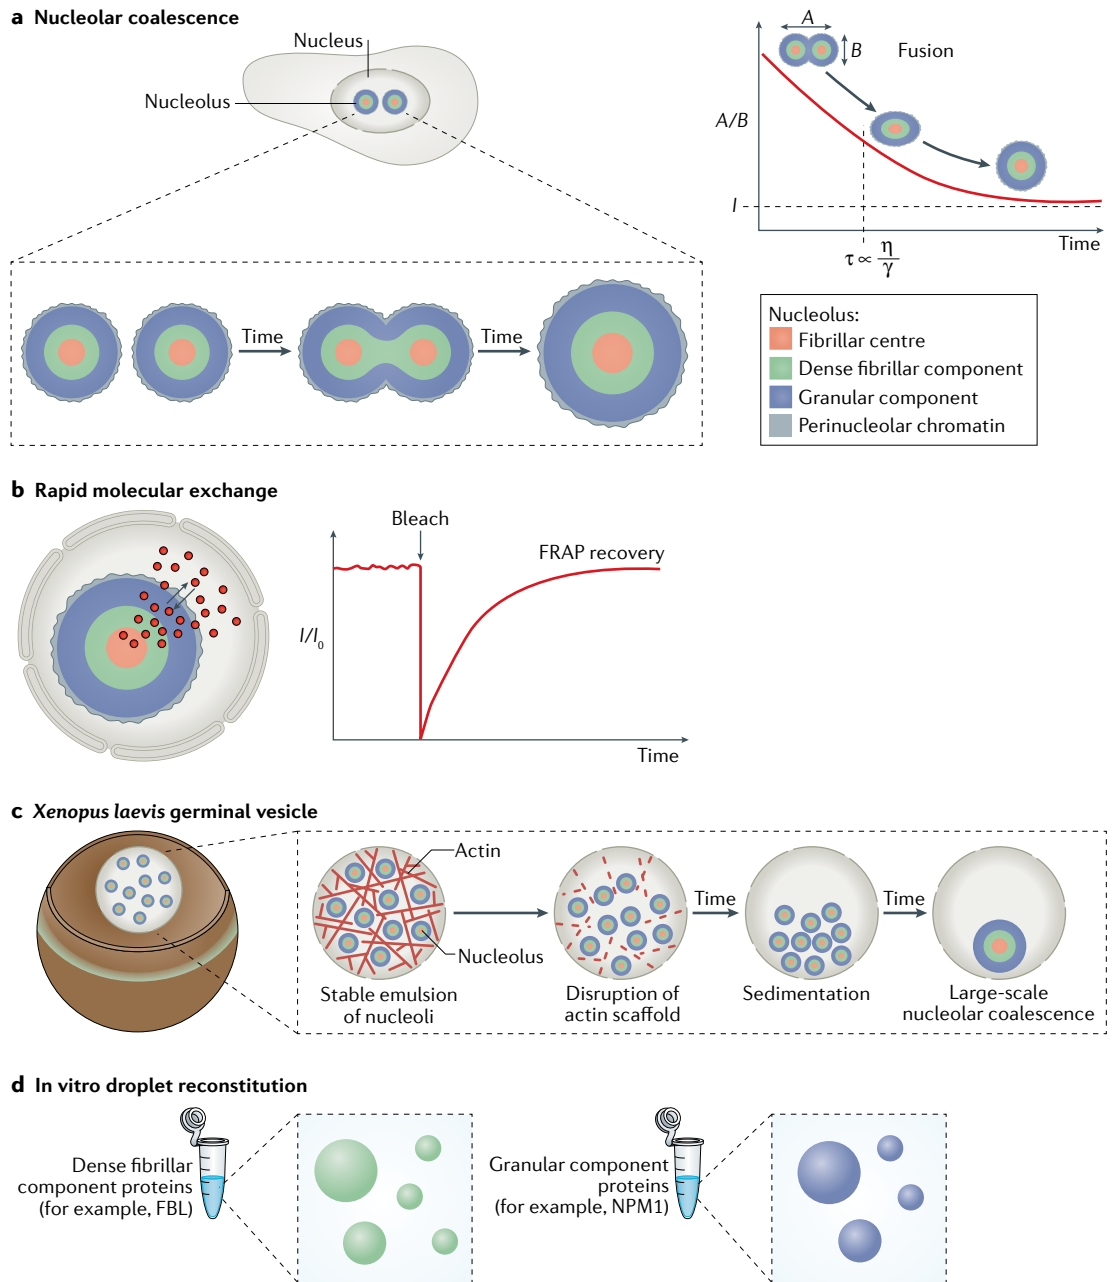 a Nucleolar coalescence
Nucleus
Nucleolus
Time
Time
A
B
Fusion
A/B
I
Time
τ ∝ η/γ
Nucleolus:
Fibrillar centre
Dense fibrillar component
Granular component
Perinucleolar chromatin
b Rapid molecular exchange
Bleach
FRAP recovery
I/I₀
Time
c Xenopus laevis germinal vesicle
Actin
Nucleolus
Time
Time
Stable emulsion
of nucleoli
Disruption of
actin scaffold
Sedimentation
Large-scale
nucleolar coalescence
d In vitro droplet reconstitution
Dense fibrillar
component proteins
(for example, FBL)
Granular component
proteins
(for example, NPM1)